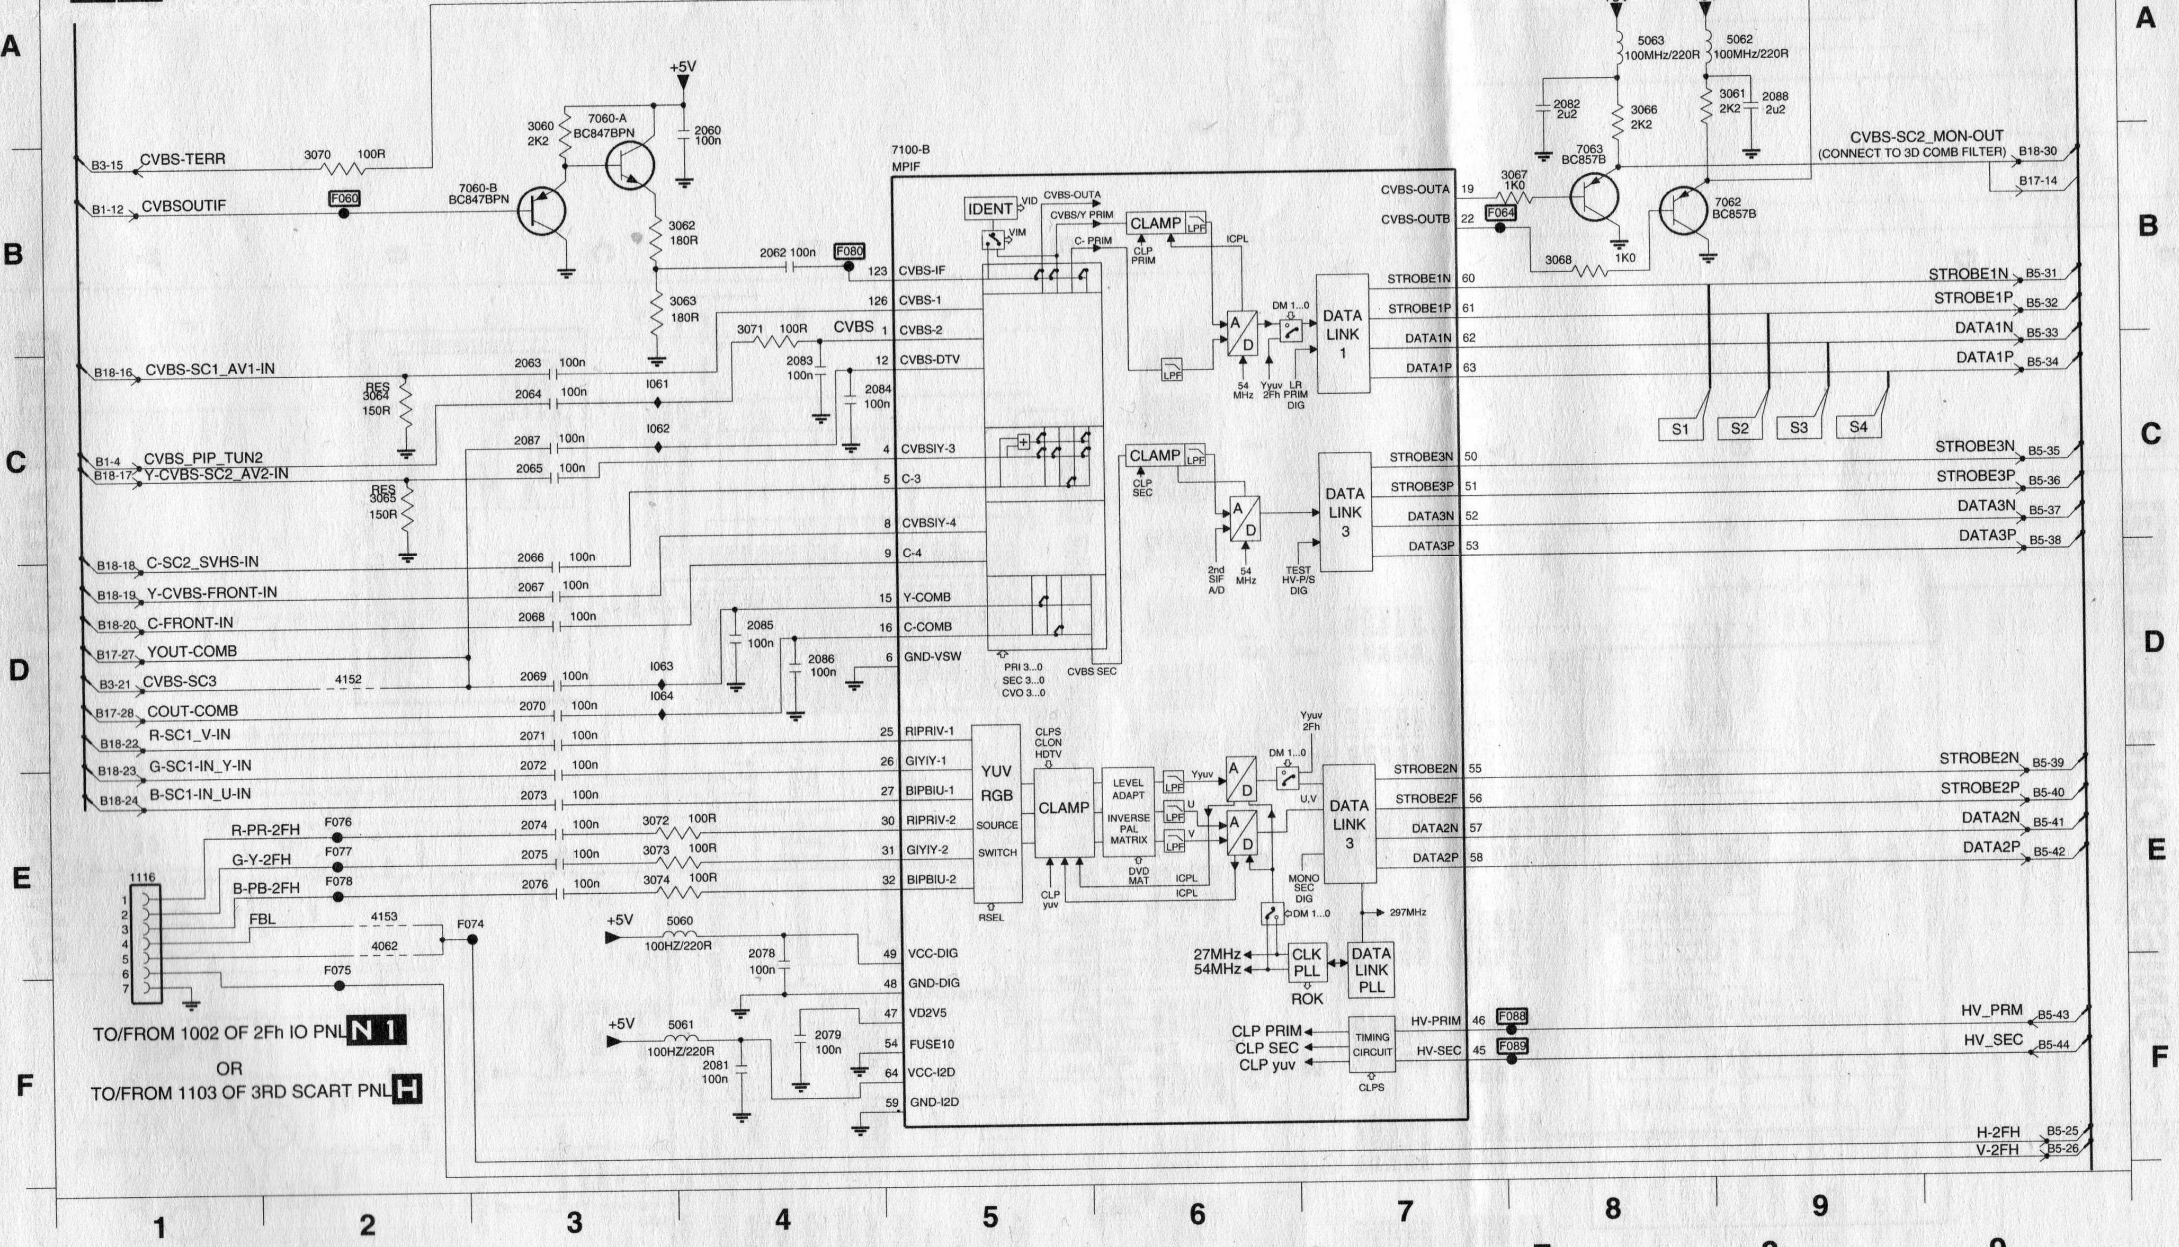 A
A
+5V
5063
100MHz/220R
5062
100MHz/220R
2082
2u2
3066
2K2
3061
2K2
2088
2u2
7060-A
BC847BPN
3060
2K2
2060
100n
B3-15
CVBS-TERR
3070
100R
B1-12
CVBSOUTIF
F060
7060-B
BC847BPN
3062
180R
3063
180R
2062 100n
F080
7100-B
MPIF
7063
BC857B
7062
BC857B
3067
1K0
F064
3068
1K0
CVBS-SC2_MON-OUT
(CONNECT TO 3D COMB FILTER)
B18-30
B17-14
B
B
IDENT
VID
VIM
CVBS-OUTA
CVBS/Y PRIM
C- PRIM
CLAMP
LPF
CLP
PRIM
ICPL
CVBS-OUTA
19
CVBS-OUTB
22
123
CVBS-IF
126
CVBS-1
3071
100R
CVBS
1
CVBS-2
12
CVBS-DTV
A
D
54
MHz
DM 1...0
Yyuv
2Fh
LR
PRIM
DIG
LPF
DATA
LINK
1
STROBE1N
60
STROBE1P
61
DATA1N
62
DATA1P
63
STROBE1N
B5-31
STROBE1P
B5-32
DATA1N
B5-33
DATA1P
B5-34
S1
S2
S3
S4
B18-16
CVBS-SC1_AV1-IN
RES
3064
150R
2063
100n
2064
100n
I061
2083
100n
2084
100n
2087
100n
I062
C
C
B1-4
CVBS_PIP_TUN2
B18-17
Y-CVBS-SC2_AV2-IN
RES
3065
150R
2065
100n
4
CVBSIY-3
5
C-3
8
CVBSIY-4
9
C-4
+
CLAMP
LPF
CLP
SEC
A
D
2nd
SIF
A/D
54
MHz
TEST
HV-P/S
DIG
DATA
LINK
3
STROBE3N
50
STROBE3P
51
DATA3N
52
DATA3P
53
STROBE3N
B5-35
STROBE3P
B5-36
DATA3N
B5-37
DATA3P
B5-38
B18-18
C-SC2_SVHS-IN
2066
100n
B18-19
Y-CVBS-FRONT-IN
2067
100n
B18-20
C-FRONT-IN
2068
100n
B17-27
YOUT-COMB
B3-21
CVBS-SC3
4152
2069
100n
I063
B17-28
COUT-COMB
2070
100n
I064
2085
100n
2086
100n
15
Y-COMB
16
C-COMB
6
GND-VSW
PRI 3...0
SEC 3...0
CVO 3...0
CVBS SEC
D
D
B18-22
R-SC1_V-IN
2071
100n
25
RIPRIV-1
B18-23
G-SC1-IN_Y-IN
2072
100n
26
GIYIY-1
B18-24
B-SC1-IN_U-IN
2073
100n
27
BIPBIU-1
R-PR-2FH
F076
2074
100n
3072
100R
30
RIPRIV-2
G-Y-2FH
F077
2075
100n
3073
100R
31
GIYIY-2
B-PB-2FH
F078
2076
100n
3074
100R
32
BIPBIU-2
YUV
RGB
SOURCE
SWITCH
RSEL
CLPS
CLON
HDTV
CLAMP
CLP
yuv
LEVEL
ADAPT
INVERSE
PAL
MATRIX
DVD
MAT
LPF
LPF
LPF
Yyuv
U
V
A
D
A
D
ICPL
ICPL
DM 1...0
Yyuv
2Fh
U,V
MONO
SEC
DIG
DM 1...0
DATA
LINK
3
297MHz
STROBE2N
55
STROBE2F
56
DATA2N
57
DATA2P
58
STROBE2N
B5-39
STROBE2P
B5-40
DATA2N
B5-41
DATA2P
B5-42
E
E
1116
1
2
3
4
5
6
7
FBL
4153
4062
F074
F075
+5V
5060
100HZ/220R
2078
100n
49
VCC-DIG
48
GND-DIG
47
VD2V5
54
FUSE10
64
VCC-I2D
59
GND-I2D
+5V
5061
100HZ/220R
2079
100n
2081
100n
27MHz
54MHz
CLK
PLL
ROK
DATA
LINK
PLL
CLP PRIM
CLP SEC
CLP yuv
TIMING
CIRCUIT
CLPS
HV-PRIM
46
F088
HV-SEC
45
F089
HV_PRM
B5-43
HV_SEC
B5-44
TO/FROM 1002 OF 2Fh IO PNL N 1
OR
TO/FROM 1103 OF 3RD SCART PNL H
F
F
H-2FH
B5-25
V-2FH
B5-26
1
2
3
4
5
6
7
8
9